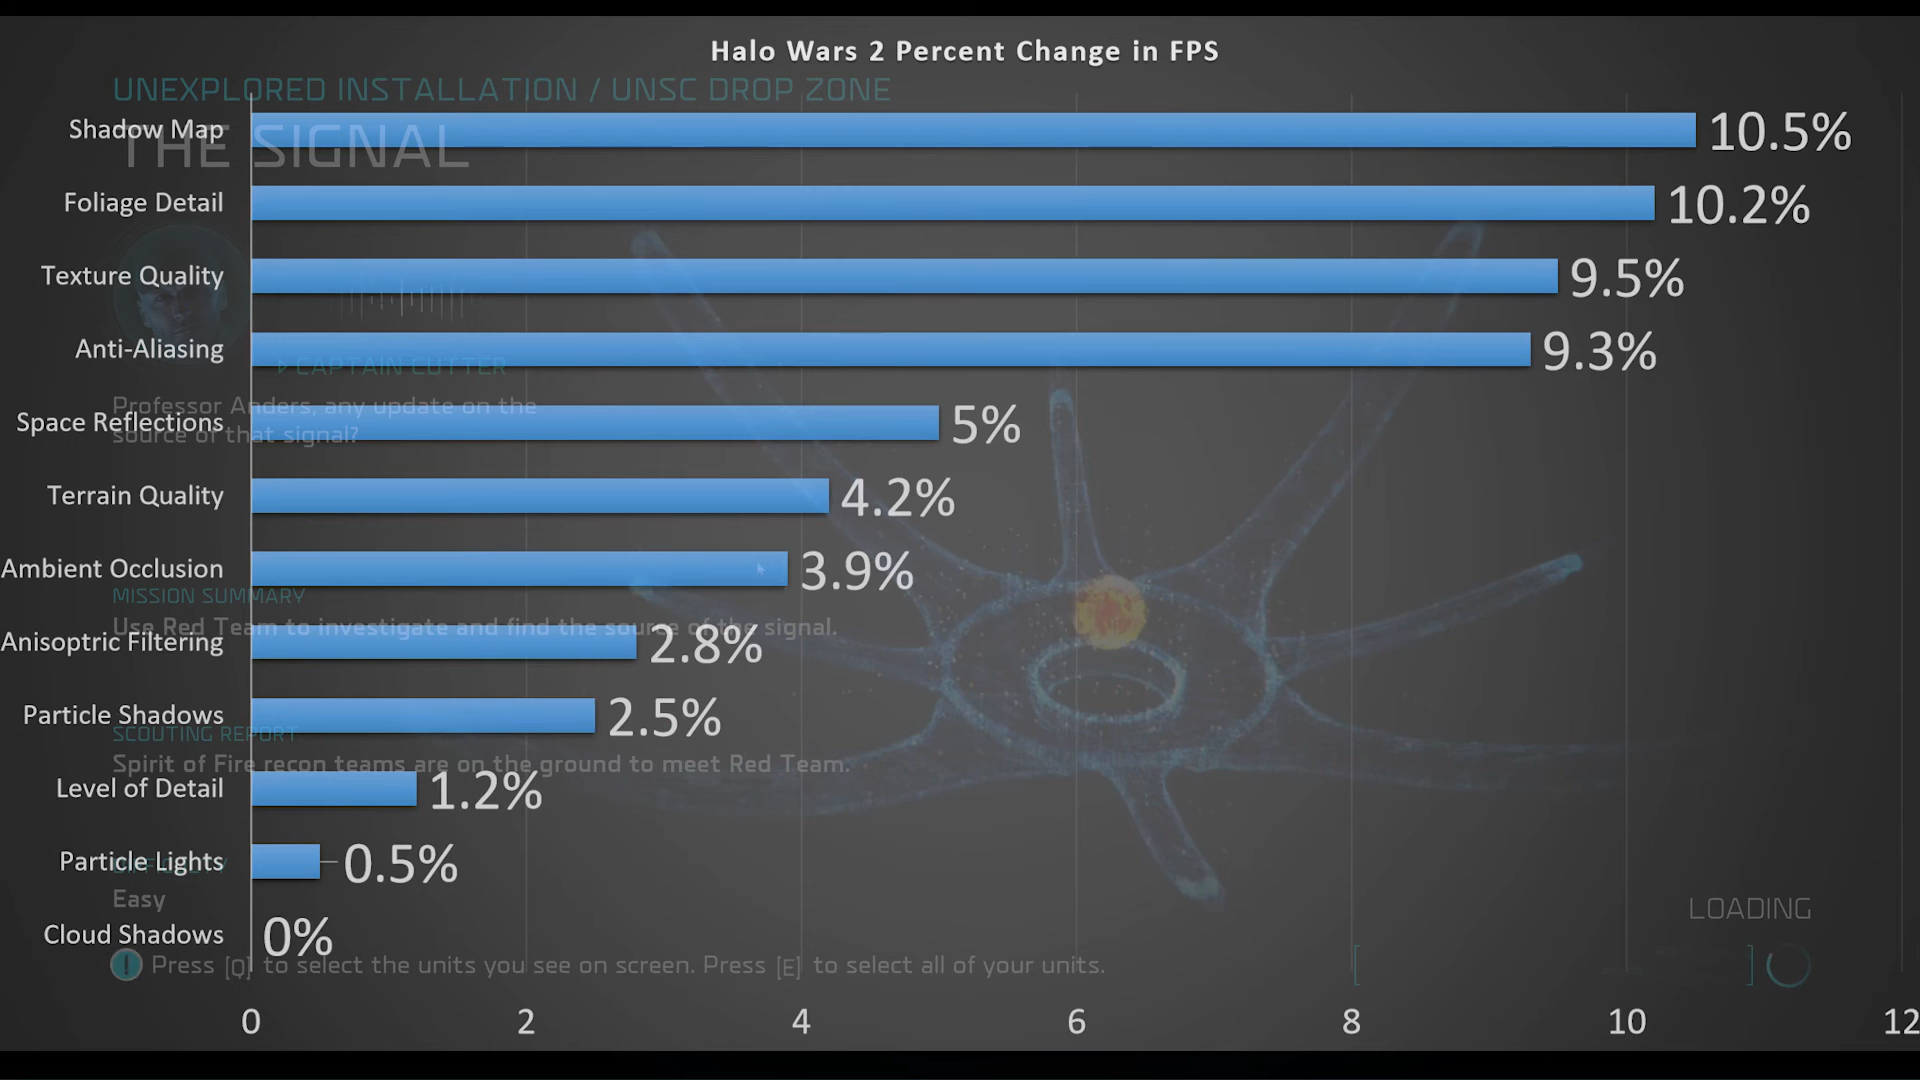 Halo Wars 2 Percent Change in FPS
UNEXPLORED INSTALLATION / UNSC DROP ZONE
Shadow Map 10.5%
THE SIGNAL
Foliage Detail 10.2%
Texture Quality 9.5%
Anti-Aliasing 9.3%
CAPTAIN CUTTER
Professor Anders, any update on the
Space Reflections 5%
source of that signal?
Terrain Quality 4.2%
Ambient Occlusion 3.9%
MISSION SUMMARY
Use Red Team to investigate and find the source of the signal.
Anisoptric Filtering 2.8%
Particle Shadows 2.5%
SCOUTING REPORT
Spirit of Fire recon teams are on the ground to meet Red Team.
Level of Detail 1.2%
Particle Lights 0.5%
DIFFICULTY
Easy
LOADING
Cloud Shadows 0%
Press [Q] to select the units you see on screen. Press [E] to select all of your units.
0 2 4 6 8 10 12